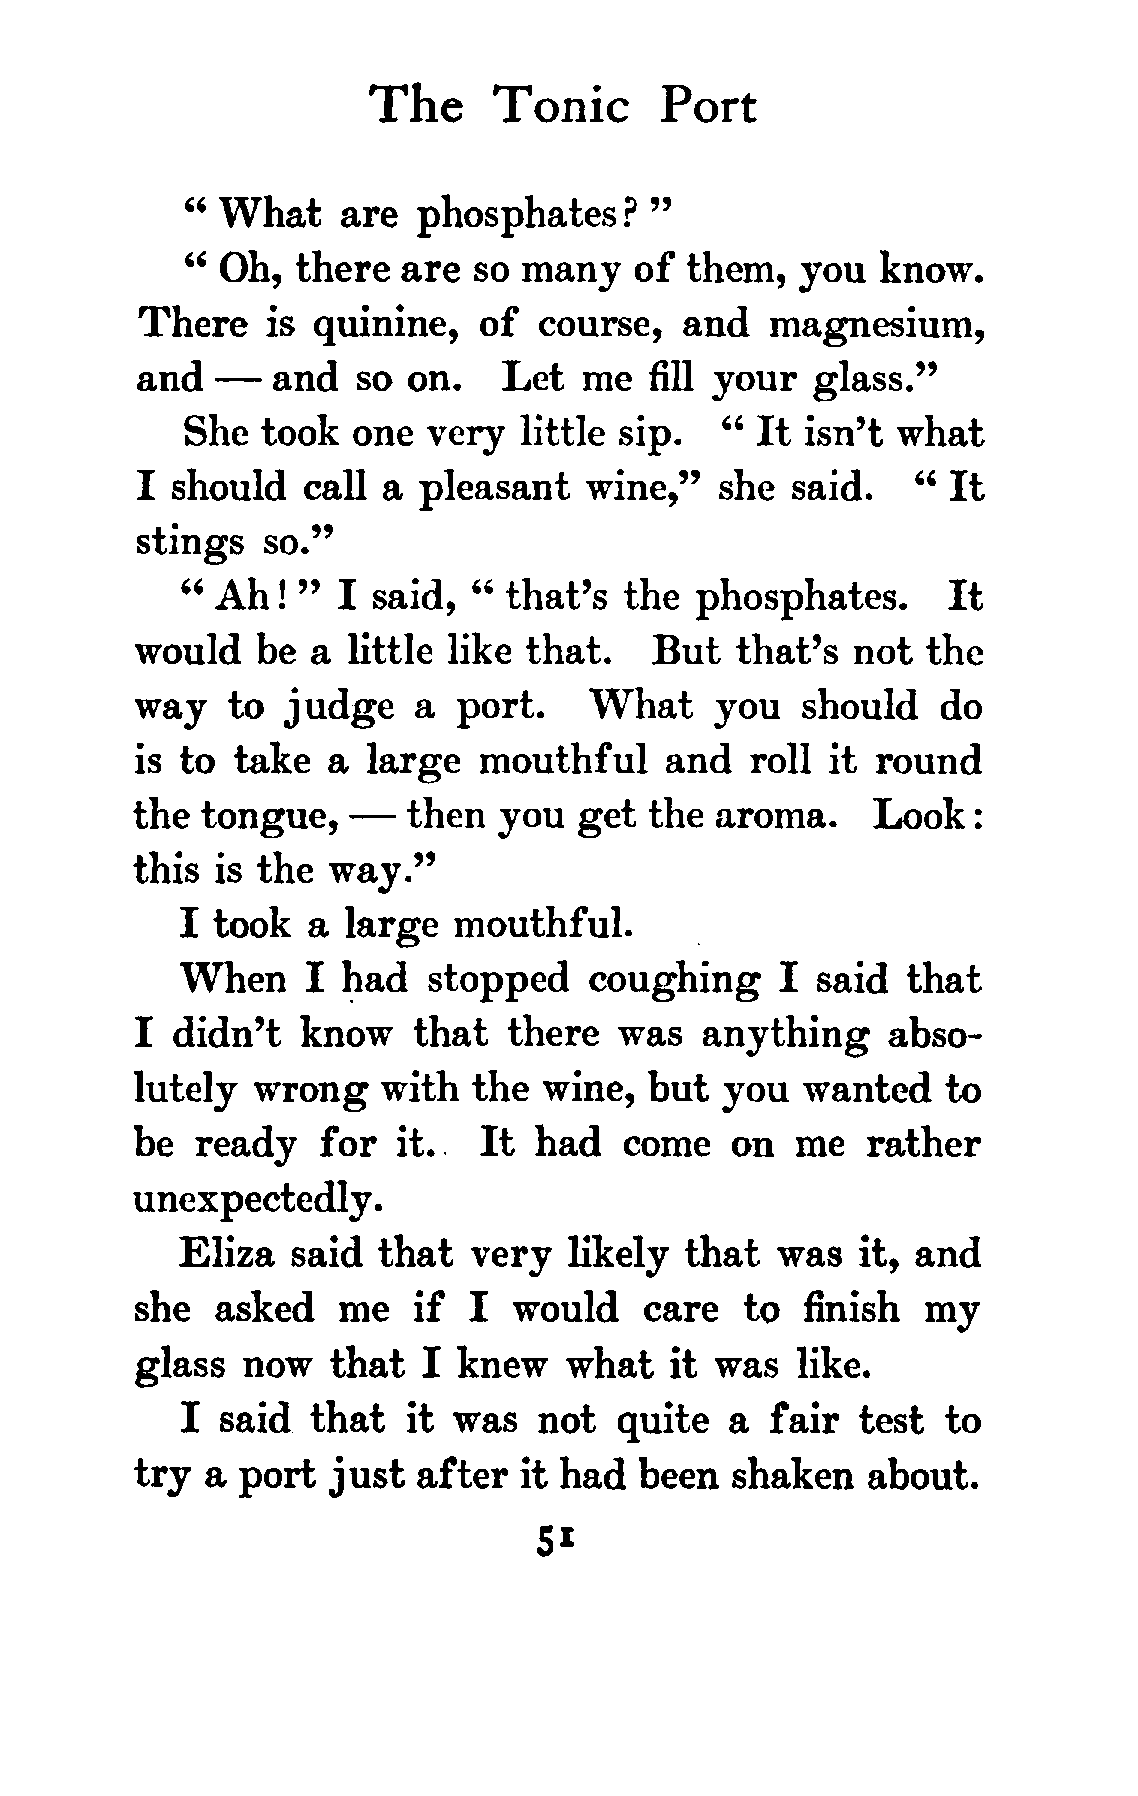 The Tonic Port
“ What are phosphates? ”
“ Oh, there are so many of them, you know.
There is quinine, of course, and magnesium,
and — and so on. Let me fill your glass.”
She took one very little sip. “ It isn’t what
I should call a pleasant wine,” she said. “ It
stings so.”
“ Ah! ” I said, “ that’s the phosphates. It
would be a little like that. But that’s not the
way to judge a port. What you should do
is to take a large mouthful and roll it round
the tongue, — then you get the aroma. Look:
this is the way.”
I took a large mouthful.
When I had stopped coughing I said that
I didn’t know that there was anything abso-
lutely wrong with the wine, but you wanted to
be ready for it. It had come on me rather
unexpectedly.
Eliza said that very likely that was it, and
she asked me if I would care to finish my
glass now that I knew what it was like.
I said that it was not quite a fair test to
try a port just after it had been shaken about.
51